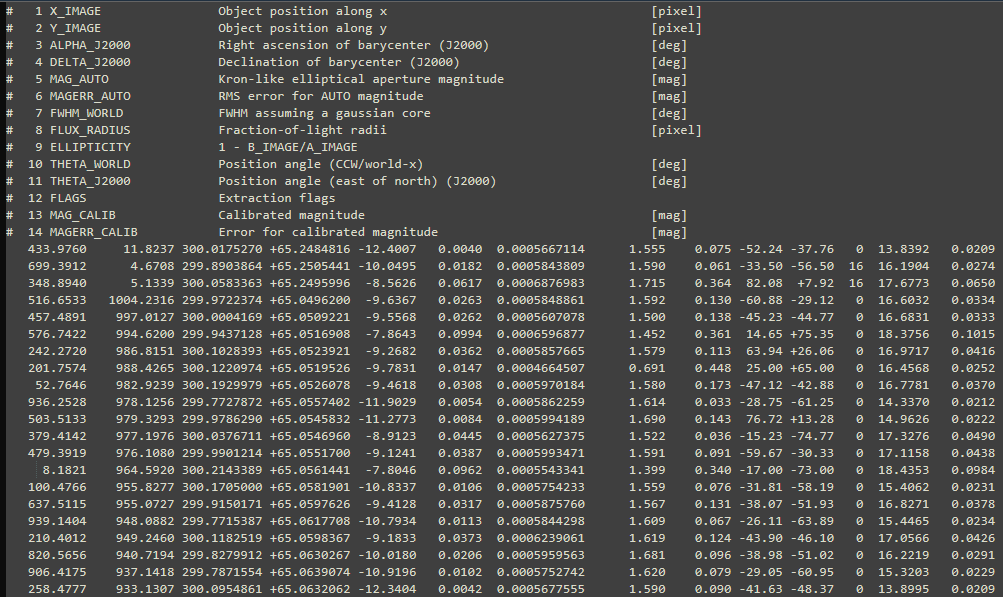 # 1 X_IMAGE Object position along x [pixel]
# 2 Y_IMAGE Object position along y [pixel]
# 3 ALPHA_J2000 Right ascension of barycenter (J2000) [deg]
# 4 DELTA_J2000 Declination of barycenter (J2000) [deg]
# 5 MAG_AUTO Kron-like elliptical aperture magnitude [mag]
# 6 MAGERR_AUTO RMS error for AUTO magnitude [mag]
# 7 FWHM_WORLD FWHM assuming a gaussian core [deg]
# 8 FLUX_RADIUS Fraction-of-light radii [pixel]
# 9 ELLIPTICITY 1 - B_IMAGE/A_IMAGE
# 10 THETA_WORLD Position angle (CCW/world-x) [deg]
# 11 THETA_J2000 Position angle (east of north) (J2000) [deg]
# 12 FLAGS Extraction flags
# 13 MAG_CALIB Calibrated magnitude [mag]
# 14 MAGERR_CALIB Error for calibrated magnitude [mag]
433.9760 11.8237 300.0175270 +65.2484816 -12.4007 0.0040 0.0005667114 1.555 0.075 -52.24 -37.76 0 13.8392 0.0209
699.3912 4.6708 299.8903864 +65.2505441 -10.0495 0.0182 0.0005843809 1.590 0.061 -33.50 -56.50 16 16.1904 0.0274
348.8940 5.1339 300.0583363 +65.2495996 -8.5626 0.0617 0.0006876983 1.715 0.364 82.08 +7.92 16 17.6773 0.0650
516.6533 1004.2316 299.9722374 +65.0496200 -9.6367 0.0263 0.0005848861 1.592 0.130 -60.88 -29.12 0 16.6032 0.0334
457.4891 997.0127 300.0004169 +65.0509221 -9.5568 0.0262 0.0005607078 1.500 0.138 -45.23 -44.77 0 16.6831 0.0333
576.7422 994.6200 299.9437128 +65.0516908 -7.8643 0.0994 0.0006596877 1.452 0.361 14.65 +75.35 0 18.3756 0.1015
242.2720 986.8151 300.1028393 +65.0523921 -9.2682 0.0362 0.0005857665 1.579 0.113 63.94 +26.06 0 16.9717 0.0416
201.7574 988.4265 300.1220974 +65.0519526 -9.7831 0.0147 0.0004664507 0.691 0.448 25.00 +65.00 0 16.4568 0.0252
52.7646 982.9239 300.1929979 +65.0526078 -9.4618 0.0308 0.0005970184 1.580 0.173 -47.12 -42.88 0 16.7781 0.0370
936.2528 978.1256 299.7727872 +65.0557402 -11.9029 0.0054 0.0005862259 1.614 0.033 -28.75 -61.25 0 14.3370 0.0212
503.5133 979.3293 299.9786290 +65.0545832 -11.2773 0.0084 0.0005994189 1.690 0.143 76.72 +13.28 0 14.9626 0.0222
379.4142 977.1976 300.0376711 +65.0546960 -8.9123 0.0445 0.0005627375 1.522 0.036 -15.23 -74.77 0 17.3276 0.0490
479.3919 976.1080 299.9901214 +65.0551700 -9.1241 0.0387 0.0005993471 1.591 0.091 -59.67 -30.33 0 17.1158 0.0438
8.1821 964.5920 300.2143389 +65.0561441 -7.8046 0.0962 0.0005543341 1.399 0.340 -17.00 -73.00 0 18.4353 0.0984
100.4766 955.8277 300.1705000 +65.0581901 -10.8337 0.0106 0.0005754233 1.559 0.076 -31.81 -58.19 0 15.4062 0.0231
637.5115 955.0727 299.9150171 +65.0597626 -9.4128 0.0317 0.0005875760 1.567 0.131 -38.07 -51.93 0 16.8271 0.0378
939.1404 948.0882 299.7715387 +65.0617708 -10.7934 0.0113 0.0005844298 1.609 0.067 -26.11 -63.89 0 15.4465 0.0234
210.4012 949.2460 300.1182519 +65.0598367 -9.1833 0.0373 0.0006239061 1.619 0.124 -43.90 -46.10 0 17.0566 0.0426
820.5656 940.7194 299.8279912 +65.0630267 -10.0180 0.0206 0.0005959563 1.681 0.096 -38.98 -51.02 0 16.2219 0.0291
906.4175 937.1418 299.7871554 +65.0639074 -10.9196 0.0102 0.0005752742 1.620 0.079 -29.05 -60.95 0 15.3203 0.0229
258.4777 933.1307 300.0954861 +65.0632062 -12.3404 0.0042 0.0005677555 1.590 0.090 -41.63 -48.37 0 13.8995 0.0209